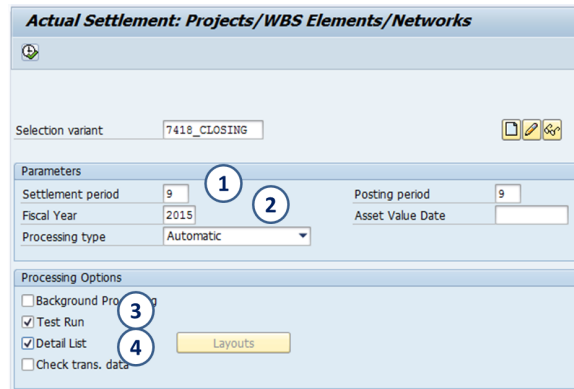 Actual Settlement: Projects/WBS Elements/Networks
Selection variant 7418_CLOSING
Parameters
1
Settlement period 9 Posting period 9
2
Fiscal Year 2015 Asset Value Date
Processing type Automatic
Processing Options
Background Pro g
3
Test Run
Detail List 4 Layouts
Check trans. data